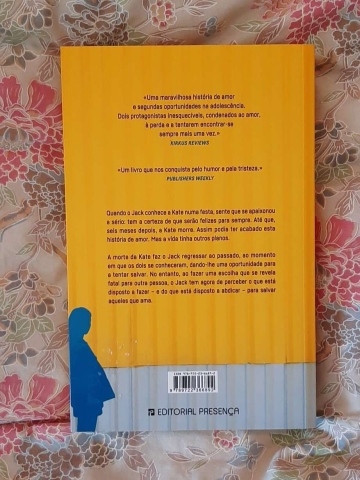 «Uma maravilhosa história de amor
e segundas oportunidades na adolescência.
Dois protagonistas inesquecíveis, condenados ao amor,
à perda e a tentarem encontrar-se
sempre mais uma vez.»
KIRKUS REVIEWS
«Um livro que nos conquista pelo humor e pela tristeza.»
PUBLISHERS WEEKLY
Quando o Jack conhece a Kate numa festa, sente que se apaixonou
a sério: tem a certeza de que serão felizes para sempre. Até que,
seis meses depois, a Kate morre. Assim podia ter acabado esta
história de amor. Mas a vida tinha outros planos.
A morte da Kate faz o Jack regressar ao passado, ao momento
em que os dois se conheceram, dando-lhe uma oportunidade para
a tentar salvar. No entanto, ao fazer uma escolha que se revela
fatal para outra pessoa, o Jack tem agora de perceber o que está
disposto a fazer – e do que está disposto a abdicar – para salvar
aqueles que ama.
EDITORIAL PRESENÇA